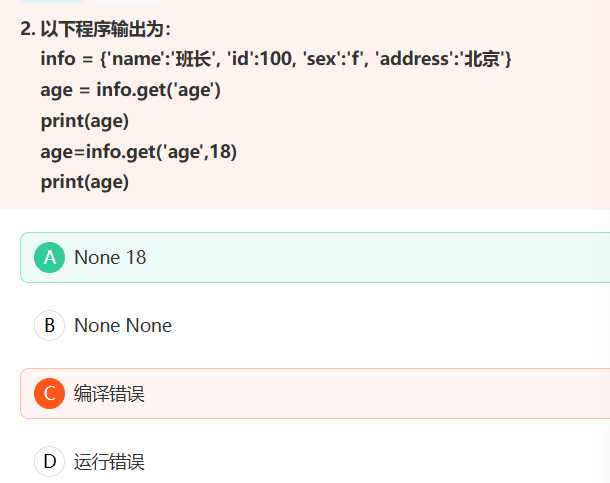 2. 以下程序输出为：
info = {'name':'班长', 'id':100, 'sex':'f', 'address':'北京'}
age = info.get('age')
print(age)
age=info.get('age',18)
print(age)
A None 18
B None None
C 编译错误
D 运行错误